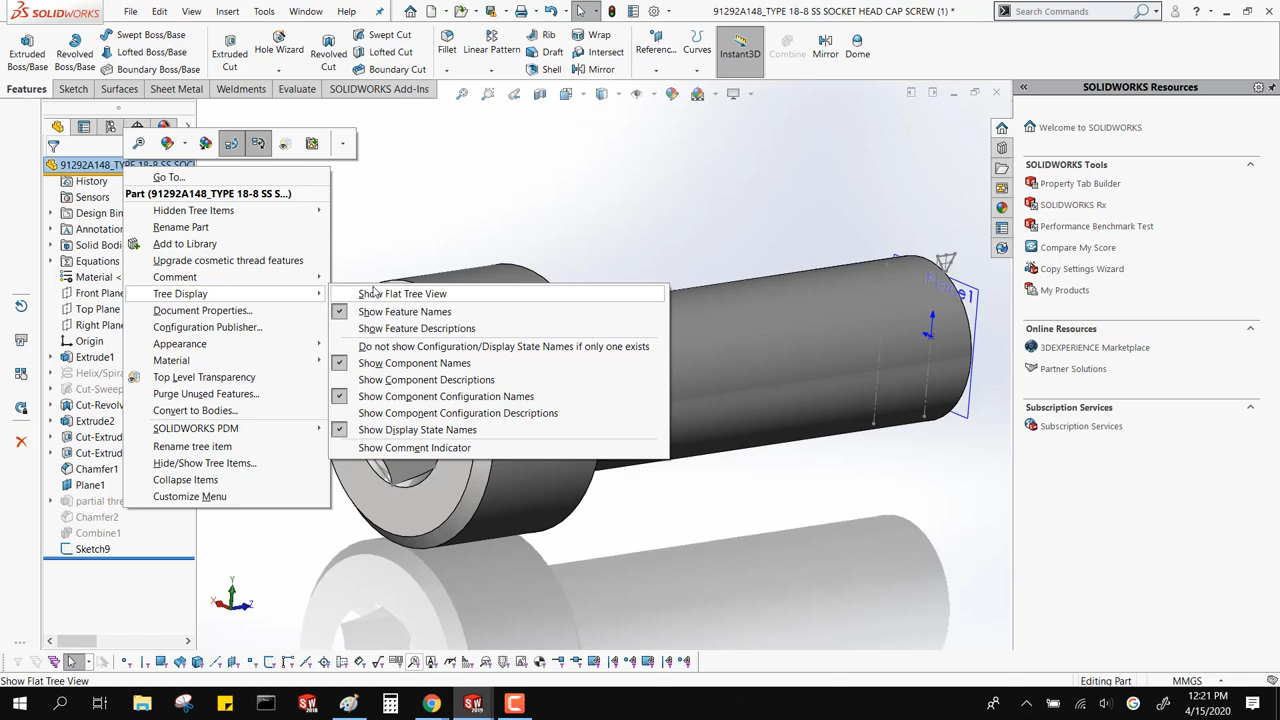 SOLIDWORKS File Edit View Insert Tools Window Help 91292A148_TYPE 18-8 SS SOCKET HEAD CAP SCREW (1) * Search Commands
Extruded Boss/Base
Revolved Boss/Base
Swept Boss/Base
Lofted Boss/Base
Boundary Boss/Base
Extruded Cut
Hole Wizard
Revolved Cut
Swept Cut
Lofted Cut
Boundary Cut
Fillet
Linear Pattern
Rib
Draft
Shell
Wrap
Intersect
Mirror
Referenc...
Curves
Instant3D
Combine
Mirror
Dome
Features Sketch Surfaces Sheet Metal Weldments Evaluate SOLIDWORKS Add-Ins
SOLIDWORKS Resources
91292A148_TYPE 18-8 SS SOCI
History
Sensors
Design Bin
Annotation
Solid Bodi
Equations
Material <
Front Plane
Top Plane
Right Plane
Origin
Extrude1
Helix/Spira
Cut-Sweep
Cut-Revolv
Extrude2
Cut-Extrud
Cut-Extrud
Chamfer1
Plane1
partial thre
Chamfer2
Combine1
Sketch9
Go To...
Part (91292A148_TYPE 18-8 SS S...)
Hidden Tree Items
Rename Part
Add to Library
Upgrade cosmetic thread features
Comment
Tree Display
Document Properties...
Configuration Publisher...
Appearance
Material
Top Level Transparency
Purge Unused Features...
Convert to Bodies...
SOLIDWORKS PDM
Rename tree item
Hide/Show Tree Items...
Collapse Items
Customize Menu
Show Flat Tree View
Show Feature Names
Show Feature Descriptions
Do not show Configuration/Display State Names if only one exists
Show Component Names
Show Component Descriptions
Show Component Configuration Names
Show Component Configuration Descriptions
Show Display State Names
Show Comment Indicator
Welcome to SOLIDWORKS
SOLIDWORKS Tools
Property Tab Builder
SOLIDWORKS Rx
Performance Benchmark Test
Compare My Score
Copy Settings Wizard
My Products
Online Resources
3DEXPERIENCE Marketplace
Partner Solutions
Subscription Services
Subscription Services
Y
X
Z
Show Flat Tree View
Editing Part
MMGS
12:21 PM
4/15/2020